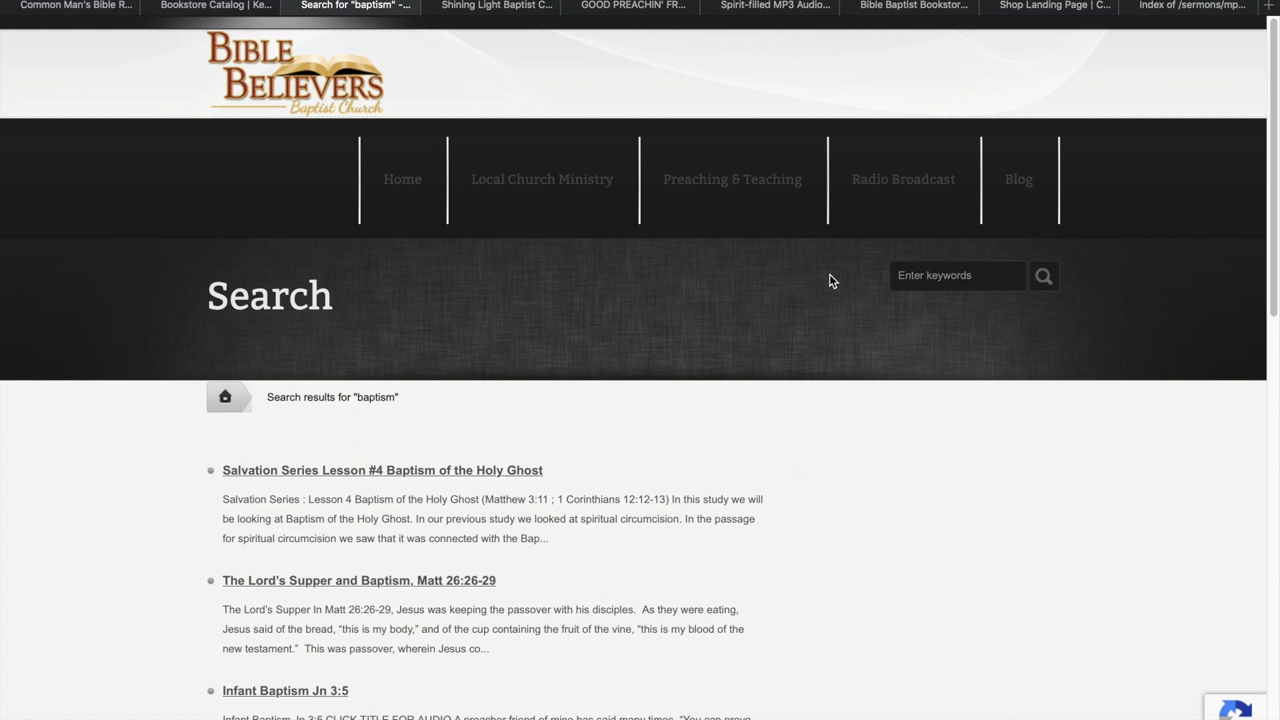 Common Man's Bible R... Bookstore Catalog | Ke... Search for "baptism" -... Shining Light Baptist C... GOOD PREACHIN' FR... Spirit-filled MP3 Audio... Bible Baptist Bookstor... Shop Landing Page | C... Index of /sermons/mp...
BIBLE
BELIEVERS
Baptist Church
Home Local Church Ministry Preaching & Teaching Radio Broadcast Blog
Enter keywords
Search
Search results for "baptism"
Salvation Series Lesson #4 Baptism of the Holy Ghost
Salvation Series : Lesson 4 Baptism of the Holy Ghost (Matthew 3:11 ; 1 Corinthians 12:12-13) In this study we will
be looking at Baptism of the Holy Ghost. In our previous study we looked at spiritual circumcision. In the passage
for spiritual circumcision we saw that it was connected with the Bap...
The Lord's Supper and Baptism, Matt 26:26-29
The Lord's Supper In Matt 26:26-29, Jesus was keeping the passover with his disciples.  As they were eating,
Jesus said of the bread, “this is my body,” and of the cup containing the fruit of the vine, “this is my blood of the
new testament.”  This was passover, wherein Jesus co...
Infant Baptism Jn 3:5
Infant Baptism, Jn 3:5 CLICK TITLE FOR AUDIO A preacher friend of mine has said many times, “You can prove